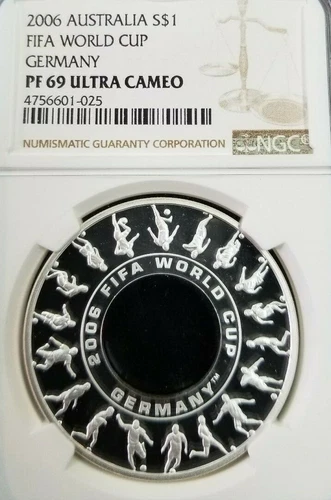 2006 AUSTRALIA S$1
FIFA WORLD CUP
GERMANY
PF 69 ULTRA CAMEO
4756601-025
NUMISMATIC GUARANTY CORPORATION
NGC
2006 FIFA WORLD CUP
GERMANY™